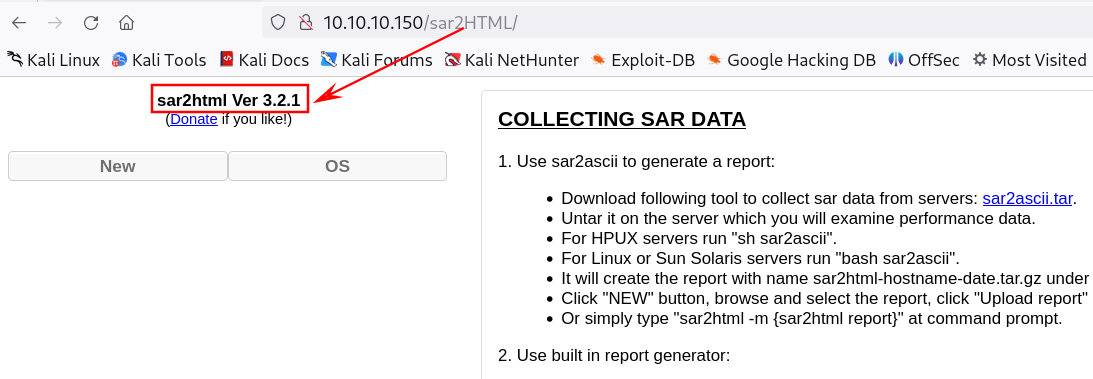 10.10.10.150/sar2HTML/
Kali Linux Kali Tools Kali Docs Kali Forums Kali NetHunter Exploit-DB Google Hacking DB OffSec Most Visited
sar2html Ver 3.2.1
(Donate if you like!)
New OS
COLLECTING SAR DATA
1. Use sar2ascii to generate a report:
• Download following tool to collect sar data from servers: sar2ascii.tar.
• Untar it on the server which you will examine performance data.
• For HPUX servers run "sh sar2ascii".
• For Linux or Sun Solaris servers run "bash sar2ascii".
• It will create the report with name sar2html-hostname-date.tar.gz under
• Click "NEW" button, browse and select the report, click "Upload report"
• Or simply type "sar2html -m {sar2html report}" at command prompt.
2. Use built in report generator: